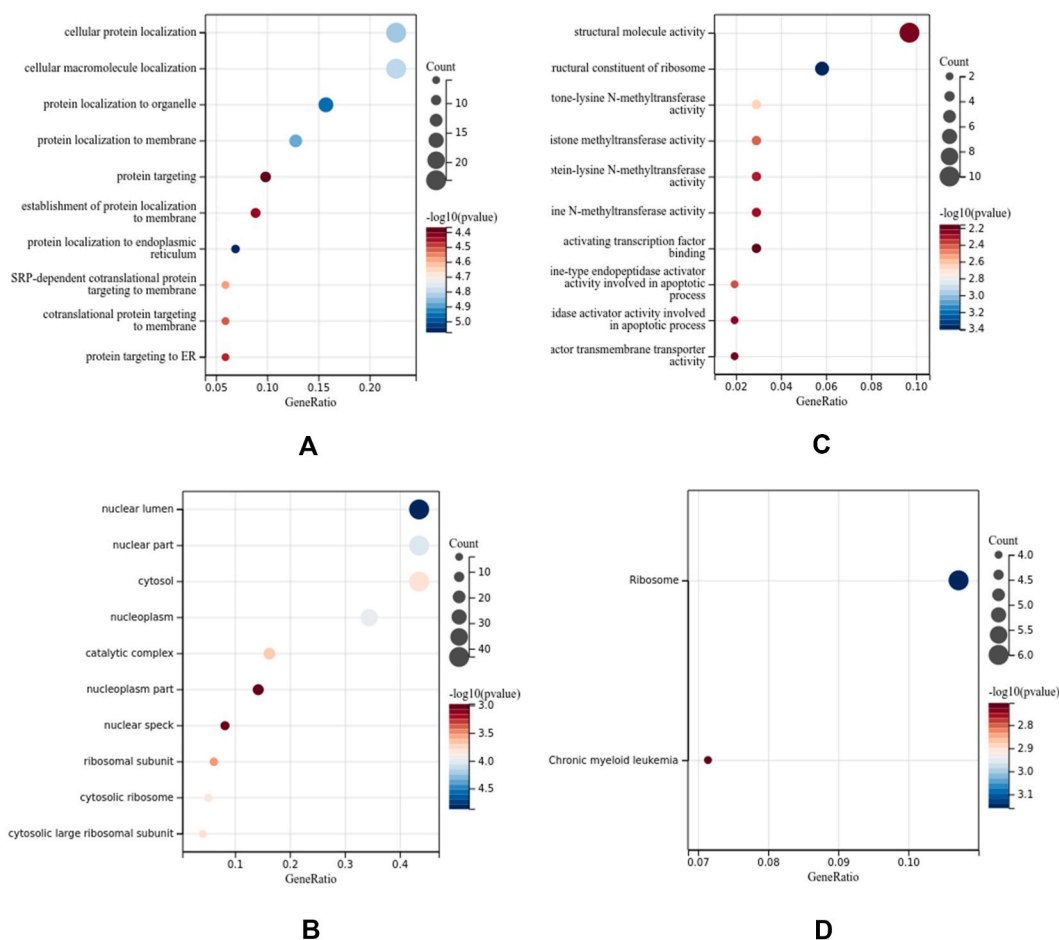 cellular protein localization
cellular macromolecule localization
protein localization to organelle
protein localization to membrane
protein targeting
establishment of protein localization
to membrane
protein localization to endoplasmic
reticulum
SRP-dependent cotranslational protein
targeting to membrane
cotranslational protein targeting
to membrane
protein targeting to ER
0.05 0.10 0.15 0.20
GeneRatio
Count
10
15
20
-log10(pvalue)
4.4
4.5
4.6
4.7
4.8
4.9
5.0
A
structural molecule activity
ructural constituent of ribosome
tone-lysine N-methyltransferase
activity
istone methyltransferase activity
otein-lysine N-methyltransferase
activity
ine N-methyltransferase activity
activating transcription factor
binding
ine-type endopeptidase activator
activity involved in apoptotic
process
idase activator activity involved
in apoptotic process
actor transmembrane transporter
activity
0.02 0.04 0.06 0.08 0.10
GeneRatio
Count
2
4
6
8
10
-log10(pvalue)
2.2
2.4
2.6
2.8
3.0
3.2
3.4
C
nuclear lumen
nuclear part
cytosol
nucleoplasm
catalytic complex
nucleoplasm part
nuclear speck
ribosomal subunit
cytosolic ribosome
cytosolic large ribosomal subunit
0.1 0.2 0.3 0.4
GeneRatio
Count
10
20
30
40
-log10(pvalue)
3.0
3.5
4.0
4.5
B
Ribosome
Chronic myeloid leukemia
0.07 0.08 0.09 0.10
GeneRatio
Count
4.0
4.5
5.0
5.5
6.0
-log10(pvalue)
2.8
2.9
3.0
3.1
D